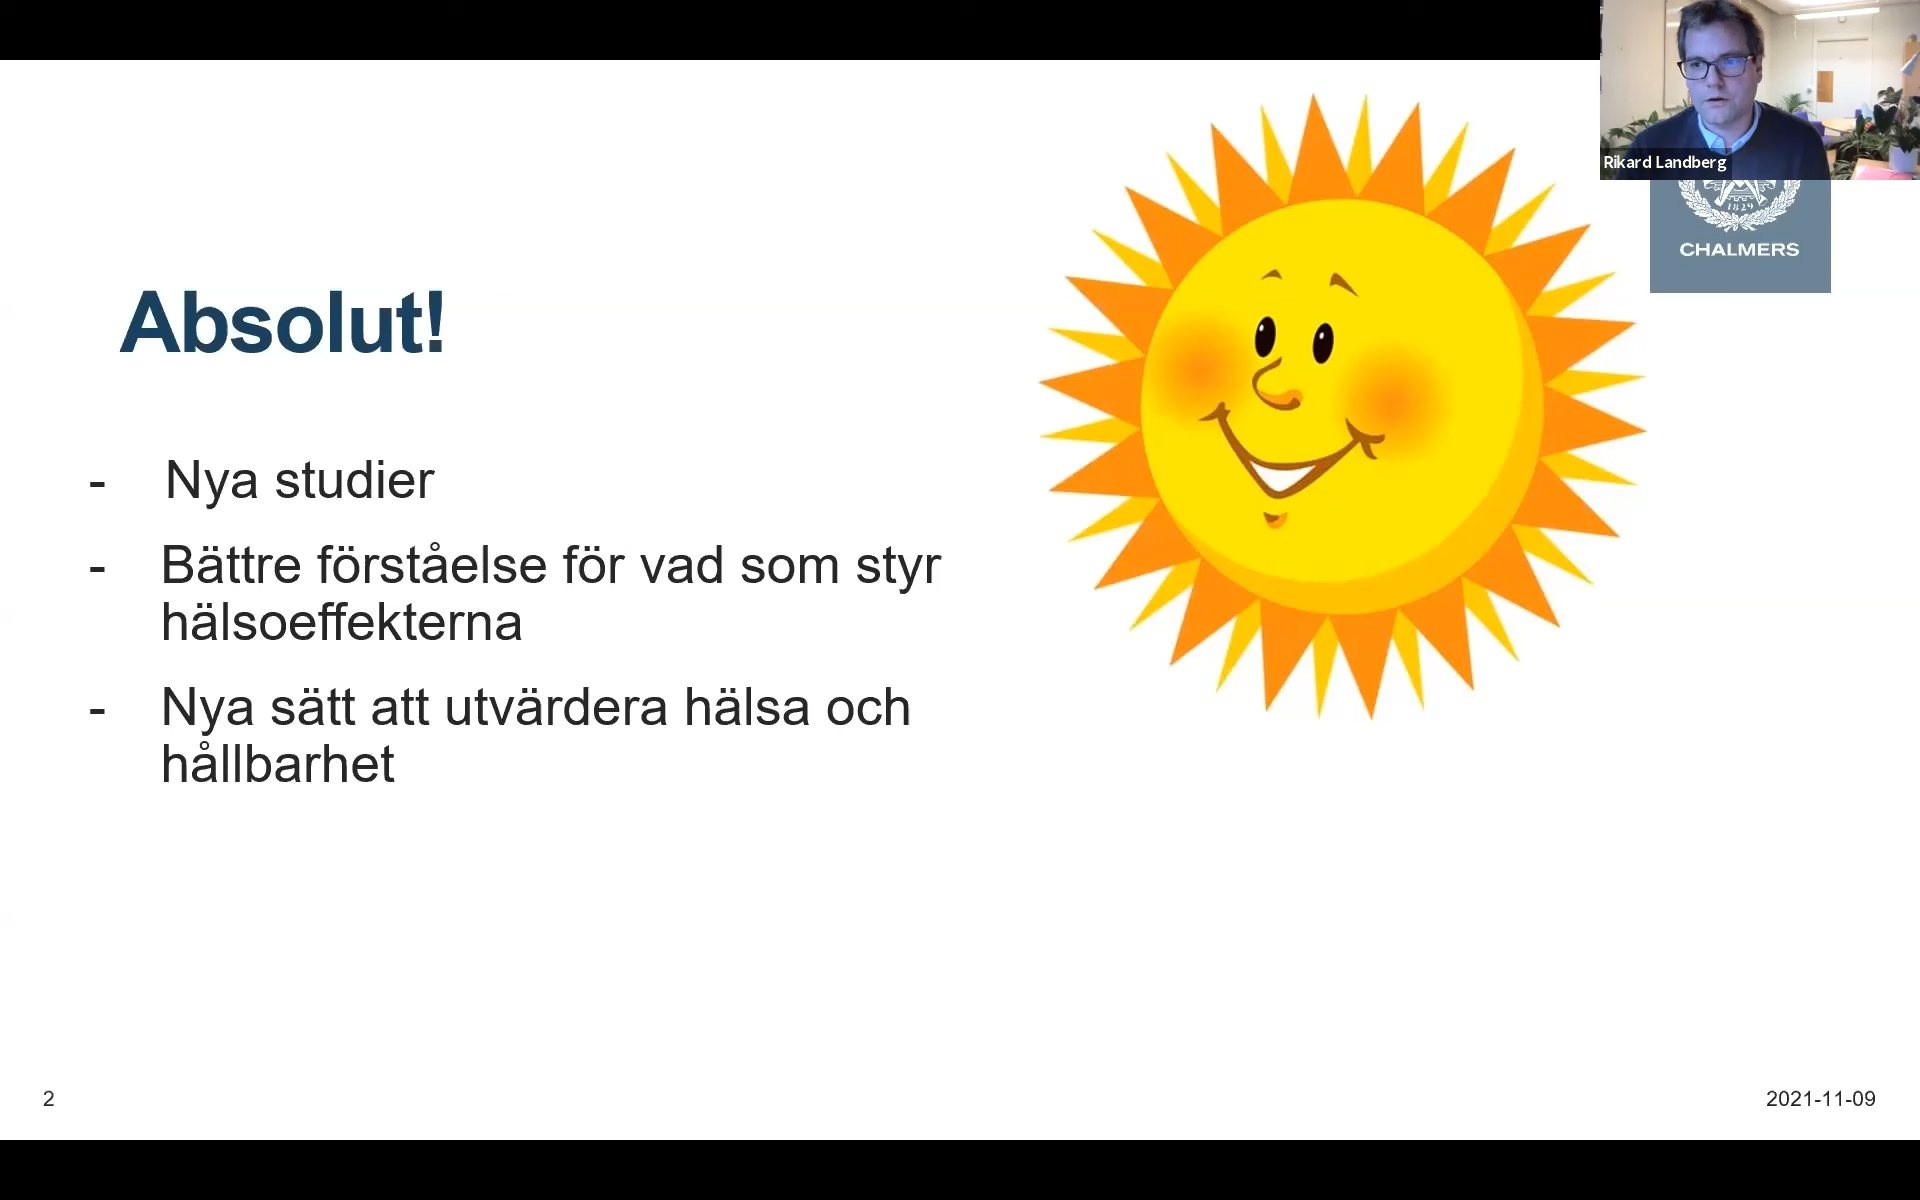 Rikard Landberg
1829
CHALMERS
Absolut!
- Nya studier
- Bättre förståelse för vad som styr
hälsoeffekterna
- Nya sätt att utvärdera hälsa och
hållbarhet
2
2021-11-09